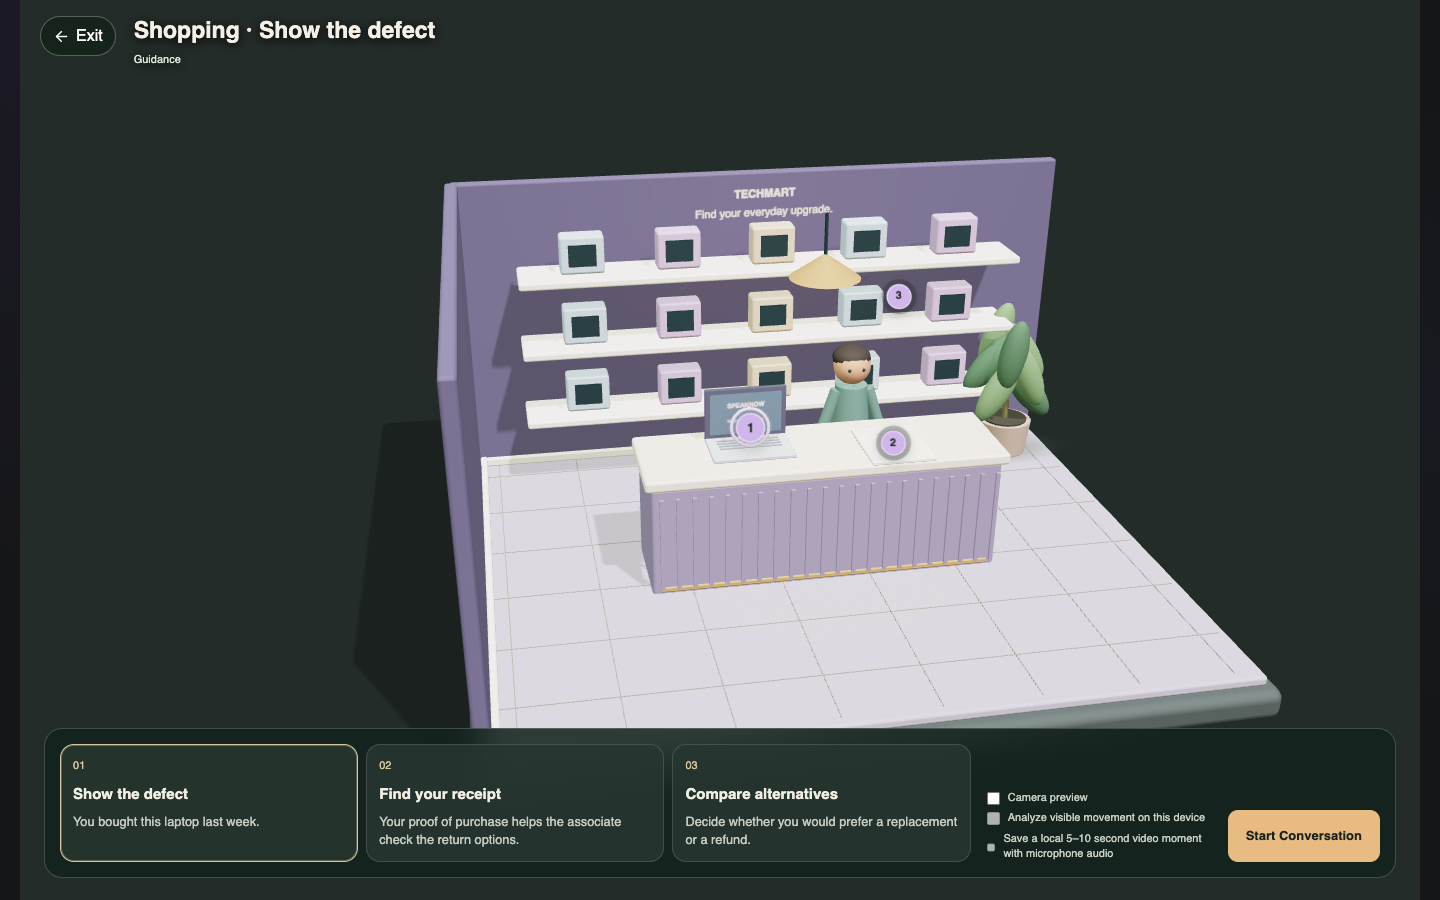 Exit
Shopping · Show the defect
Guidance
TECHMART
Find your everyday upgrade.
3
SPEAKNOW
1
2
01
Show the defect
You bought this laptop last week.
02
Find your receipt
Your proof of purchase helps the associate
check the return options.
03
Compare alternatives
Decide whether you would prefer a replacement
or a refund.
Camera preview
Analyze visible movement on this device
Save a local 5–10 second video moment
with microphone audio
Start Conversation